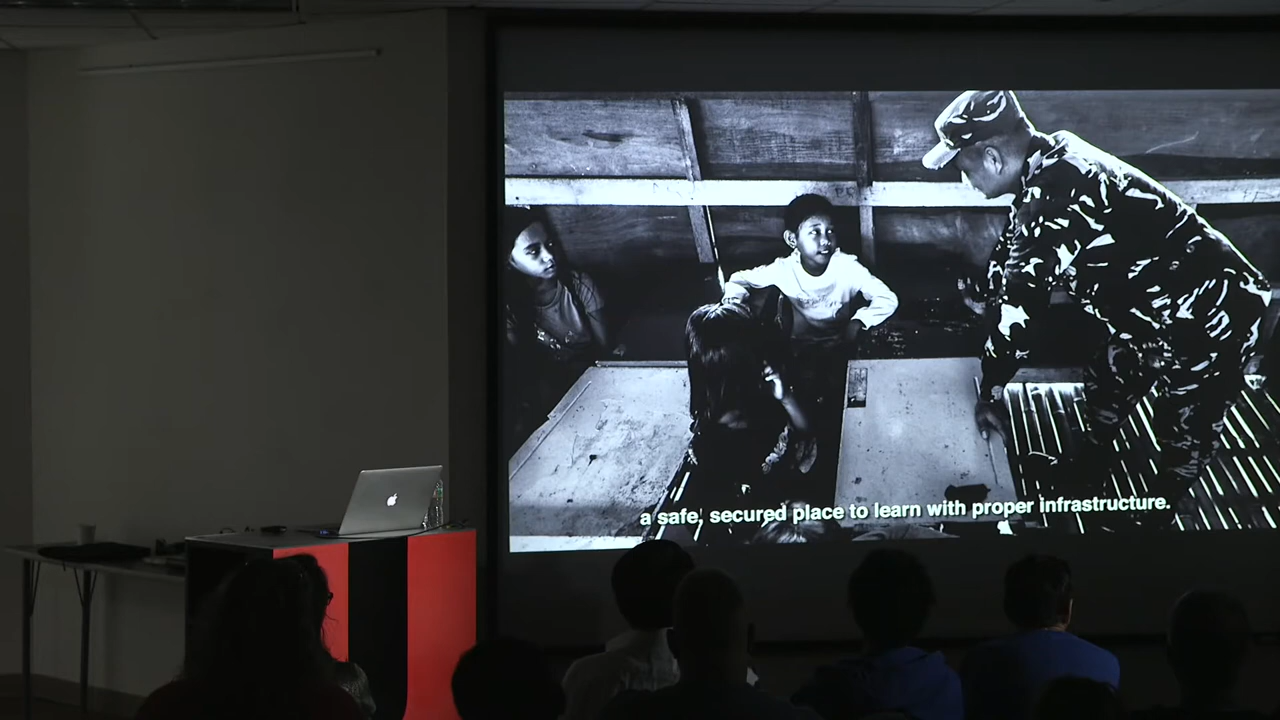 a safe, secured place to learn with proper infrastructure.